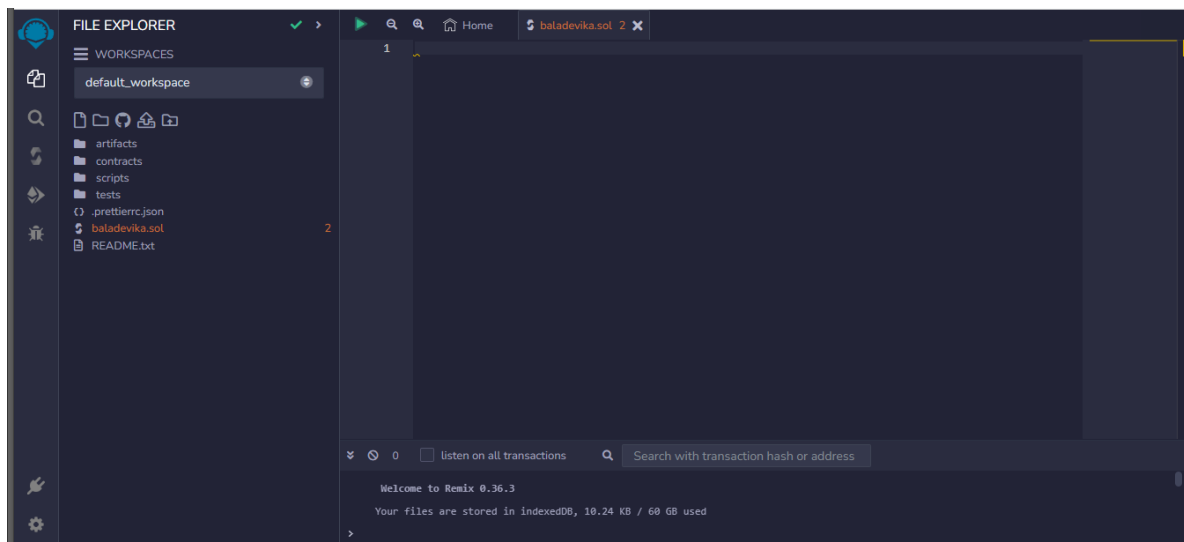 FILE EXPLORER
WORKSPACES
default_workspace
artifacts
contracts
scripts
tests
.prettierrc.json
baladevika.sol 2
README.txt
Home baladevika.sol 2
1
0 listen on all transactions Search with transaction hash or address
Welcome to Remix 0.36.3
Your files are stored in indexedDB, 10.24 KB / 60 GB used
>